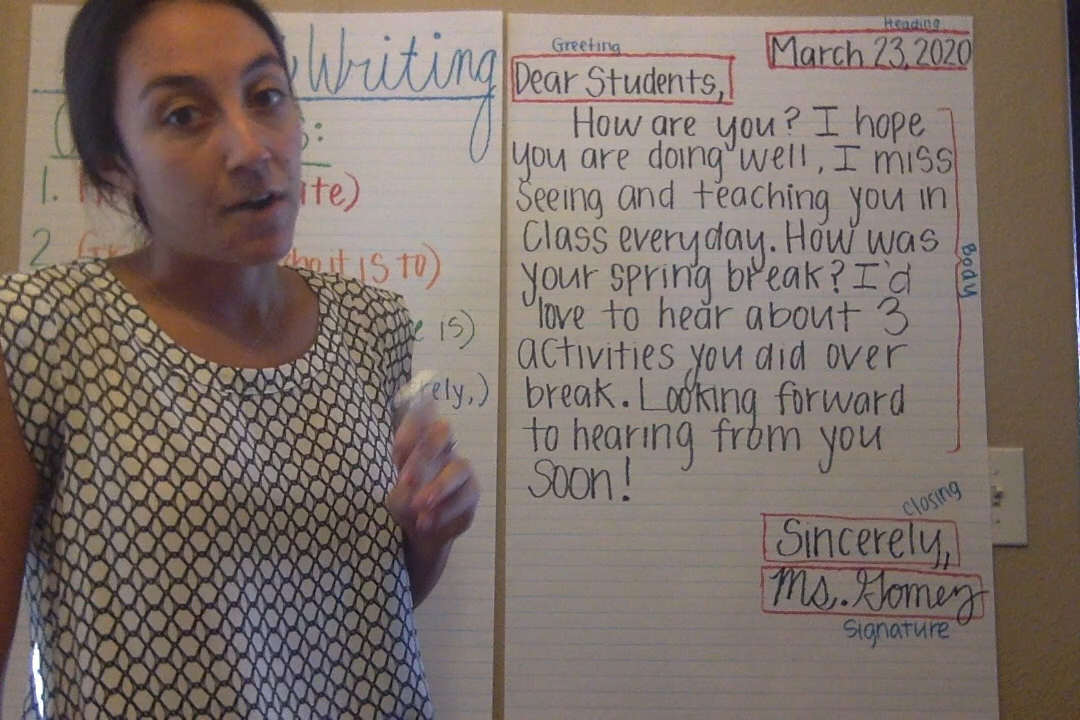 Writing
:
1.
ite)
2.
it is to)
is)
erely,)
Heading
March 23, 2020
Greeting
Dear Students,
How are you? I hope
you are doing well, I miss
seeing and teaching you in
Class everyday. How was
your spring break? I'd
love to hear about 3
activities you did over
break. Looking forward
to hearing from you
Soon!
Body
closing
Sincerely,
Ms. Gomez
Signature